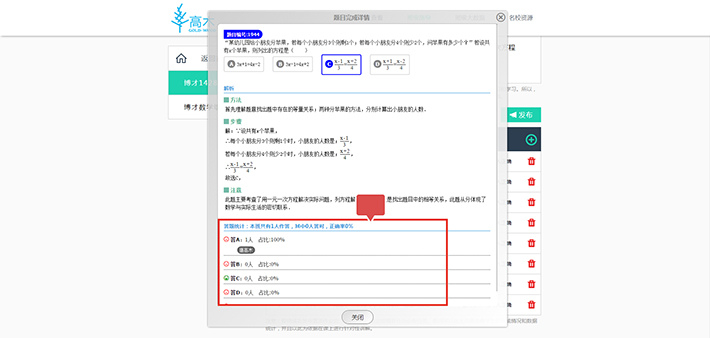 高木
题目完成详情
名校资源
返
题目编号:1944
“某幼儿园给小朋友分苹果，若每个小朋友分3个则剩1个；若每个小朋友分4个则少2个，问苹果有多少个？”若设共
有x个苹果，则列出的方程是（　　）
A 3x+1=4x-2
B 3x-1=4x+2
C x-1/3=x+2/4
D x+1/3=x-2/4
解析
方法
首先理解题意找出题中存在的等量关系：两种分苹果的方法，分别计算出小朋友的人数．
步骤
解：∵设共有x个苹果，
∴每个小朋友分3个则剩1个时，小朋友的人数是；x-1/3，
若每个小朋友分4个则少2个时，小朋友的人数是；x+2/4，
∴x-1/3=x+2/4，
故选C．
注意
此题主要考查了用一元一次方程解决实际问题，列方程解
是找出题目中的相等关系，此题从分体现了
数学与实际生活的密切联系．
答题统计：本题共有1人作答，其中0人答对，正确率0%
答A: 1人 占比:100%
答B: 0人 占比:0%
答C: 0人 占比:0%
答D: 0人 占比:0%
关闭
博才14
博才数学
发布